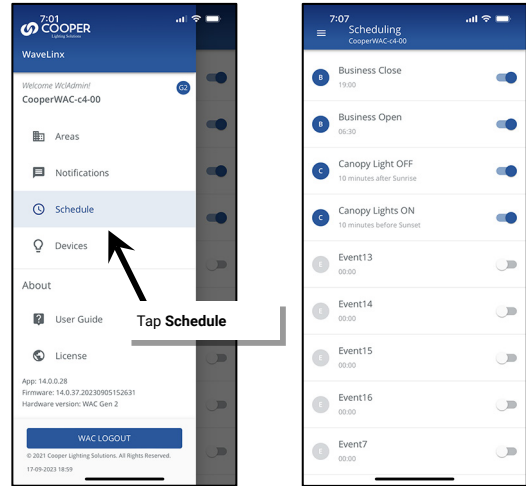 7:01
COOPER
Lighting Solutions
WaveLinx
Welcome WclAdmin!
G2
CooperWAC-c4-00
Areas
Notifications
Schedule
Devices
About
User Guide
Tap Schedule
License
App: 14.0.0.28
Firmware: 14.0.37.20230905152631
Hardware version: WAC Gen 2
WAC LOGOUT
© 2021 Cooper Lighting Solutions. All Rights Reserved.
17-09-2023 18:59
7:07
Scheduling
CooperWAC-c4-00
B
Business Close
19:00
B
Business Open
06:30
C
Canopy Light OFF
10 minutes after Sunrise
C
Canopy Lights ON
10 minutes before Sunset
E
Event13
00:00
E
Event14
00:00
E
Event15
00:00
E
Event16
00:00
E
Event7
00:00